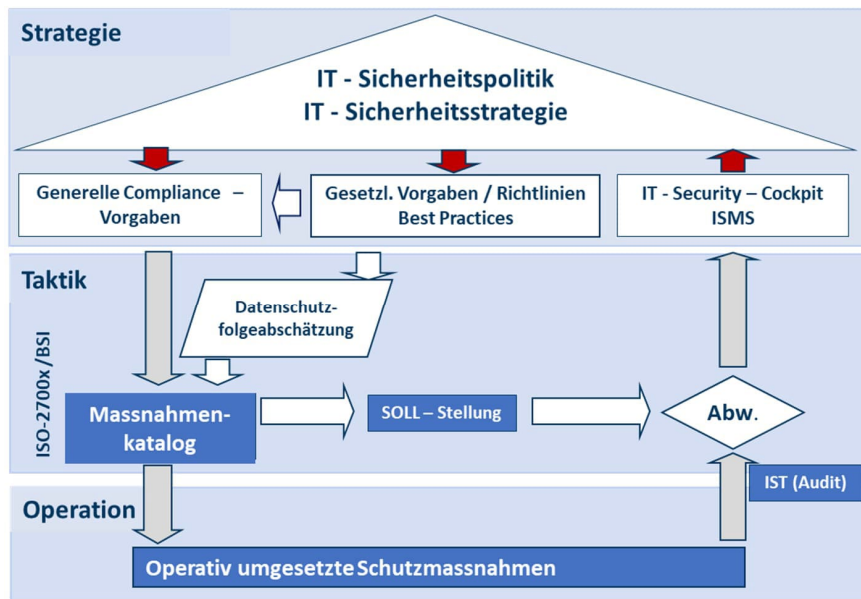 Strategie
IT - Sicherheitspolitik
IT - Sicherheitsstrategie
Generelle Compliance –
Vorgaben
Gesetzl. Vorgaben / Richtlinien
Best Practices
IT - Security – Cockpit
ISMS
Taktik
Datenschutz-
folgeabschätzung
ISO-2700x/BSI
Massnahmen-
katalog
SOLL – Stellung
Abw.
IST (Audit)
Operation
Operativ umgesetzte Schutzmassnahmen